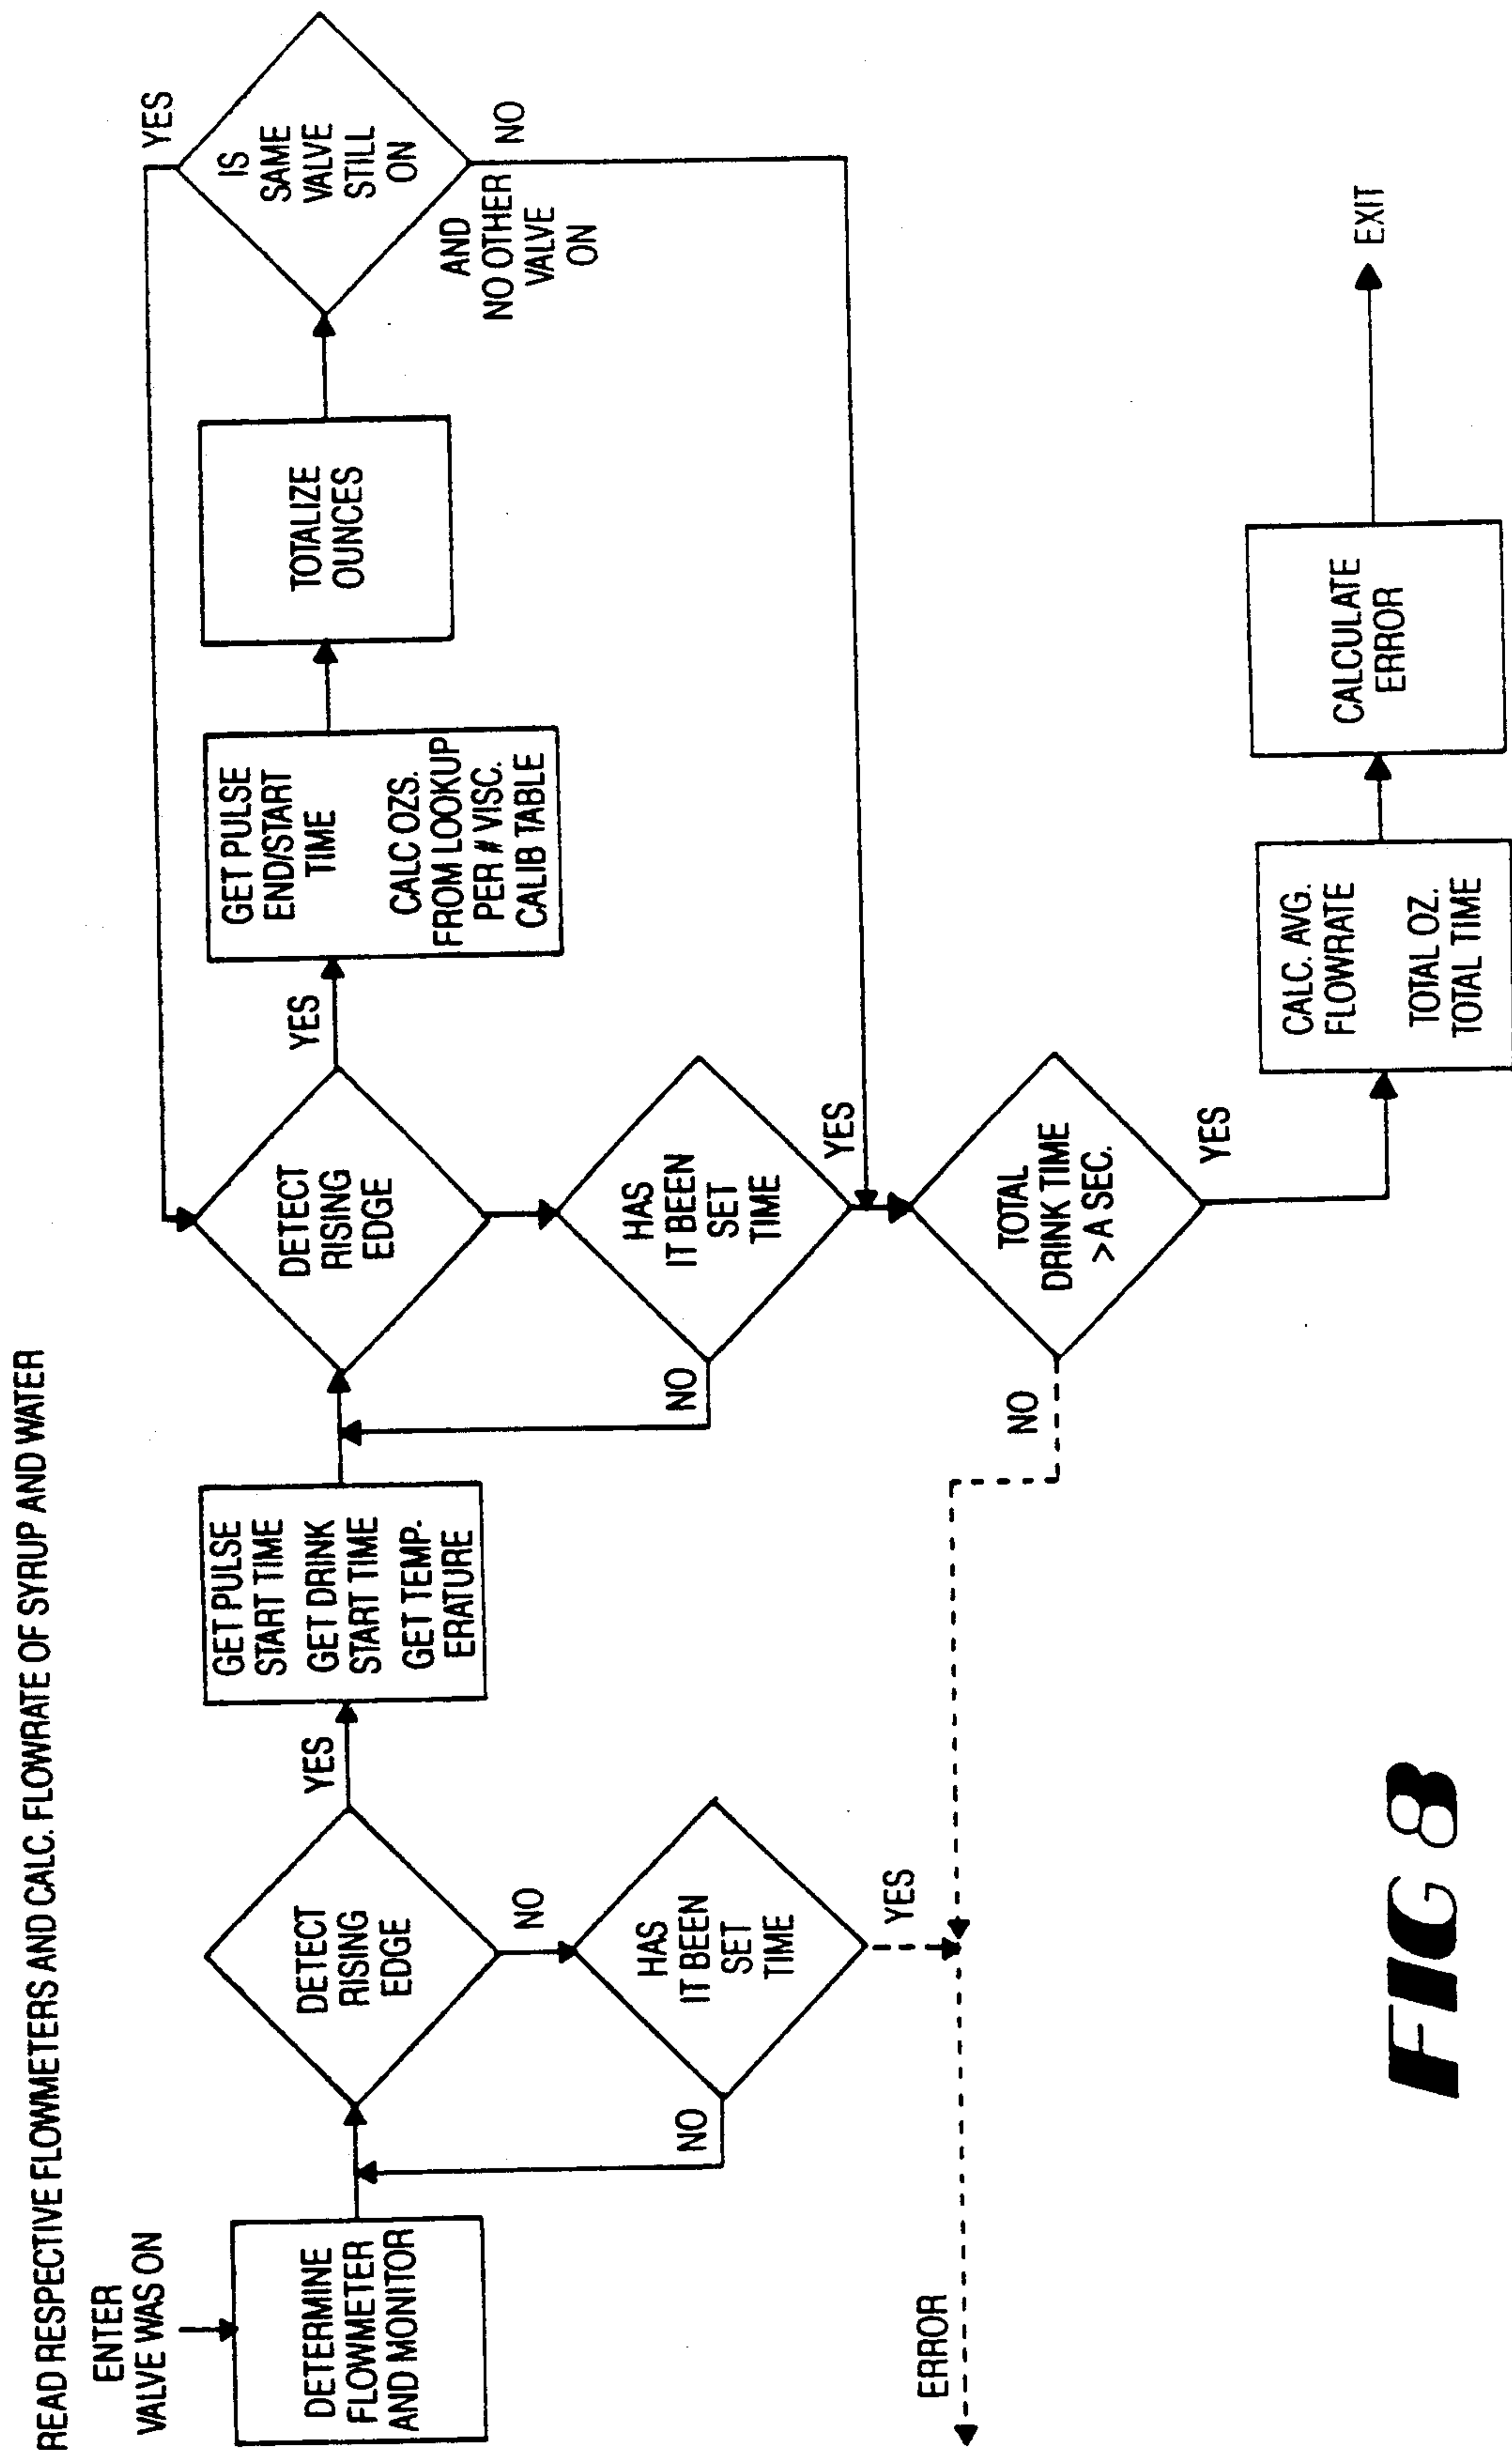 READ RESPECTIVE FLOWMETERS AND CALC. FLOWRATE OF SYRUP AND WATER
ENTER
VALVE WAS ON
DETERMINE
FLOWMETER
AND MONITOR
DETECT
RISING
EDGE
YES
NO
HAS
IT BEEN
SET
TIME
NO
YES
GET PULSE
START TIME
GET DRINK
START TIME
GET TEMP-
ERATURE
DETECT
RISING
EDGE
YES
HAS
IT BEEN
SET
TIME
NO
YES
GET PULSE
END/START
TIME
CALC OZS.
FROM LOOKUP
PER # VISC.
CALIB TABLE
TOTALIZE
OUNCES
IS
SAME
VALVE
STILL
ON
YES
NO
AND
NO OTHER
VALVE
ON
TOTAL
DRINK TIME
>A SEC.
NO
YES
ERROR
CALC. AVG.
FLOWRATE
TOTAL OZ.
TOTAL TIME
CALCULATE
ERROR
EXIT
FIG 8